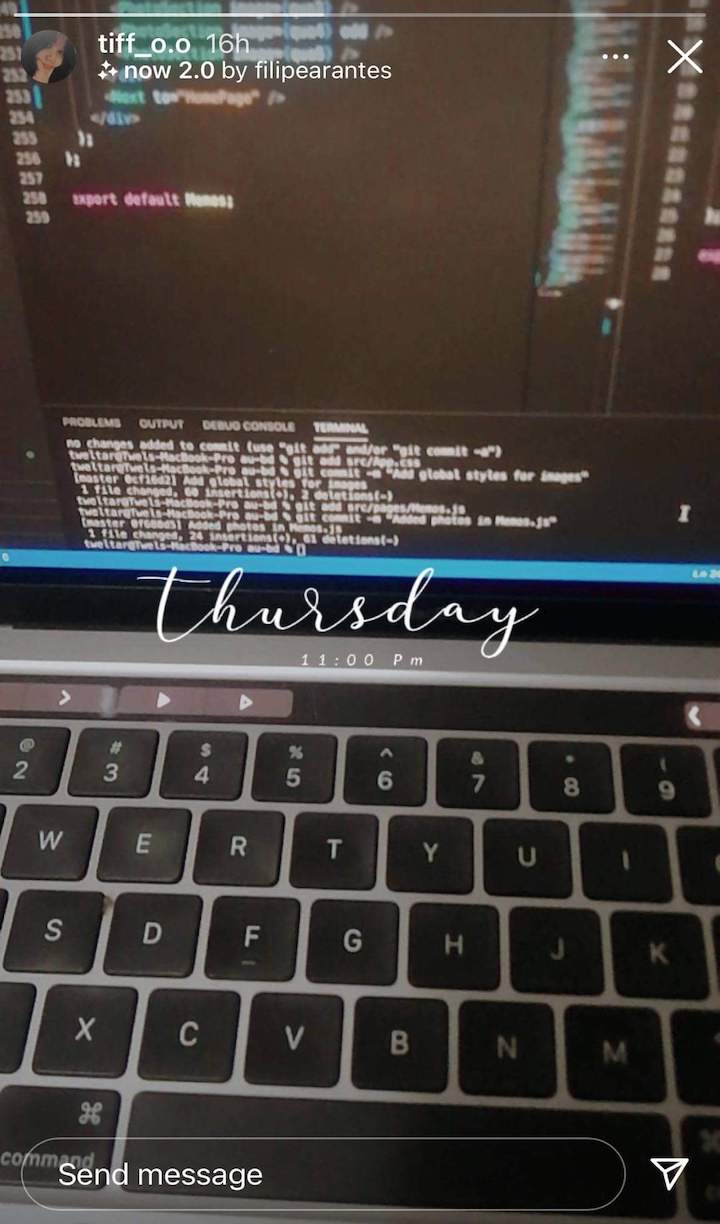 tiff_o.o 16h
now 2.0 by filipearantes
253 <Next to="HomePage" />
254 </div>
255 );
256 };
257
258 export default Memos;
259
PROBLEMS OUTPUT DEBUG CONSOLE TERMINAL
no changes added to commit (use "git add" and/or "git commit -a")
tweltar@Twels-MacBook-Pro au-bd % git add src/App.css
tweltar@Twels-MacBook-Pro au-bd % git commit -m "Add global styles for images"
[master 0cf16d2] Add global styles for images
1 file changed, 60 insertions(+), 2 deletions(-)
tweltar@Twels-MacBook-Pro au-bd % git add src/pages/Memos.js
tweltar@Twels-MacBook-Pro au-bd % git commit -m "Added photos in Memos.js"
[master 0f688d5] Added photos in Memos.js
1 file changed, 24 insertions(+), 61 deletions(-)
tweltar@Twels-MacBook-Pro au-bd %
thursday
11:00 Pm
@ # $ % ^ & * (
2 3 4 5 6 7 8 9
W E R T Y U I
S D F G H J K
X C V B N M
⌘
command
Send message